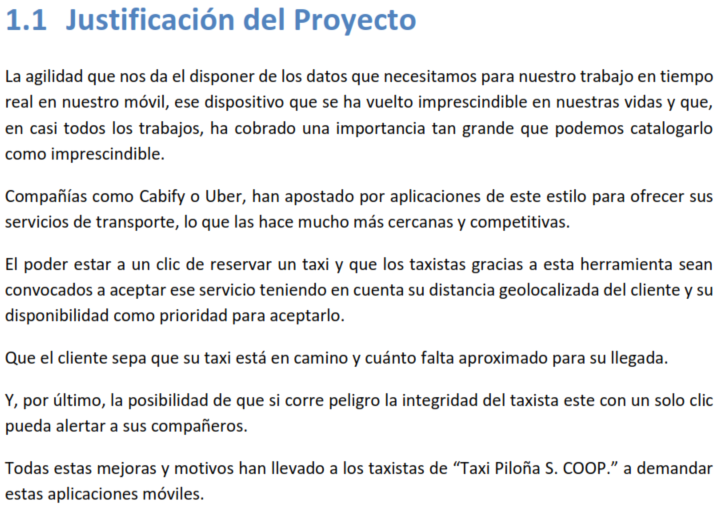 1.1 Justificación del Proyecto
La agilidad que nos da el disponer de los datos que necesitamos para nuestro trabajo en tiempo
real en nuestro móvil, ese dispositivo que se ha vuelto imprescindible en nuestras vidas y que,
en casi todos los trabajos, ha cobrado una importancia tan grande que podemos catalogarlo
como imprescindible.
Compañías como Cabify o Uber, han apostado por aplicaciones de este estilo para ofrecer sus
servicios de transporte, lo que las hace mucho más cercanas y competitivas.
El poder estar a un clic de reservar un taxi y que los taxistas gracias a esta herramienta sean
convocados a aceptar ese servicio teniendo en cuenta su distancia geolocalizada del cliente y su
disponibilidad como prioridad para aceptarlo.
Que el cliente sepa que su taxi está en camino y cuánto falta aproximado para su llegada.
Y, por último, la posibilidad de que si corre peligro la integridad del taxista este con un solo clic
pueda alertar a sus compañeros.
Todas estas mejoras y motivos han llevado a los taxistas de “Taxi Piloña S. COOP.” a demandar
estas aplicaciones móviles.